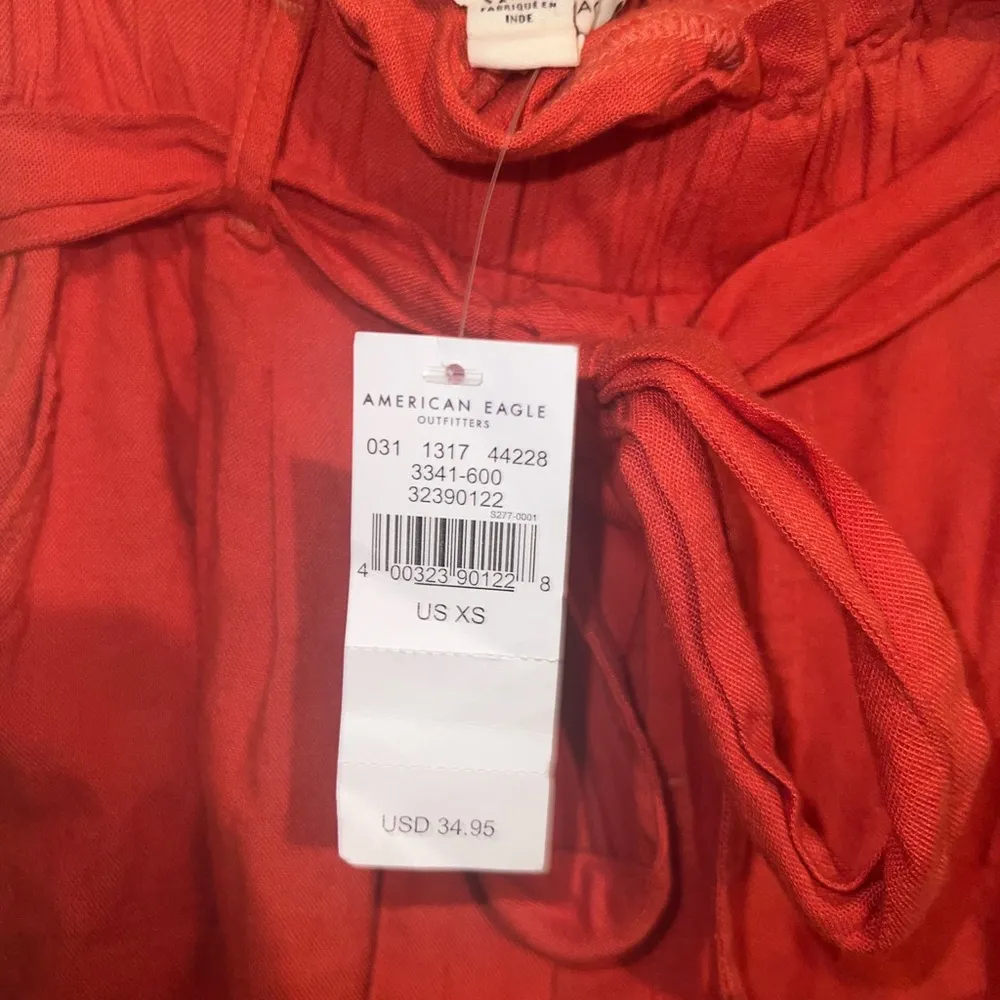 FABRIQUÉ EN
INDE
AMERICAN EAGLE
OUTFITTERS
031 1317 44228
3341-600
32390122
S277-0001
4 00323 90122 8
US XS
USD 34.95